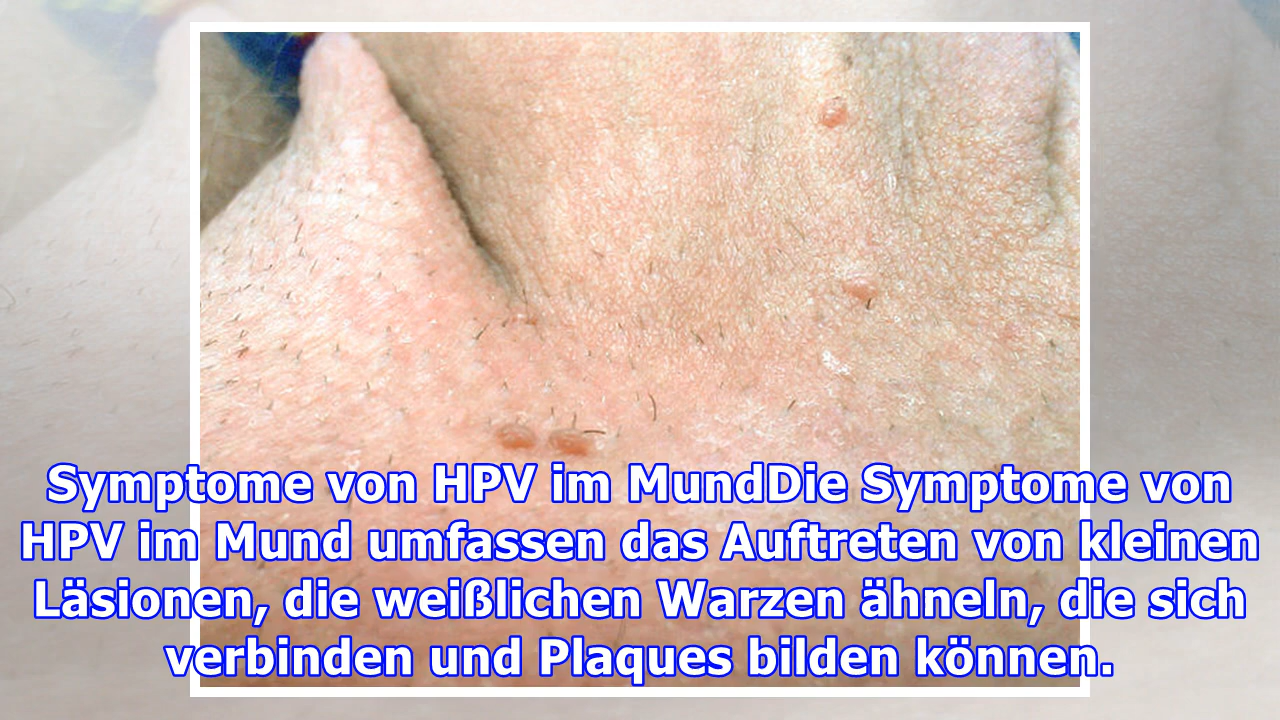 Symptome von HPV im MundDie Symptome von
HPV im Mund umfassen das Auftreten von kleinen
Läsionen, die weißlichen Warzen ähneln, die sich
verbinden und Plaques bilden können.